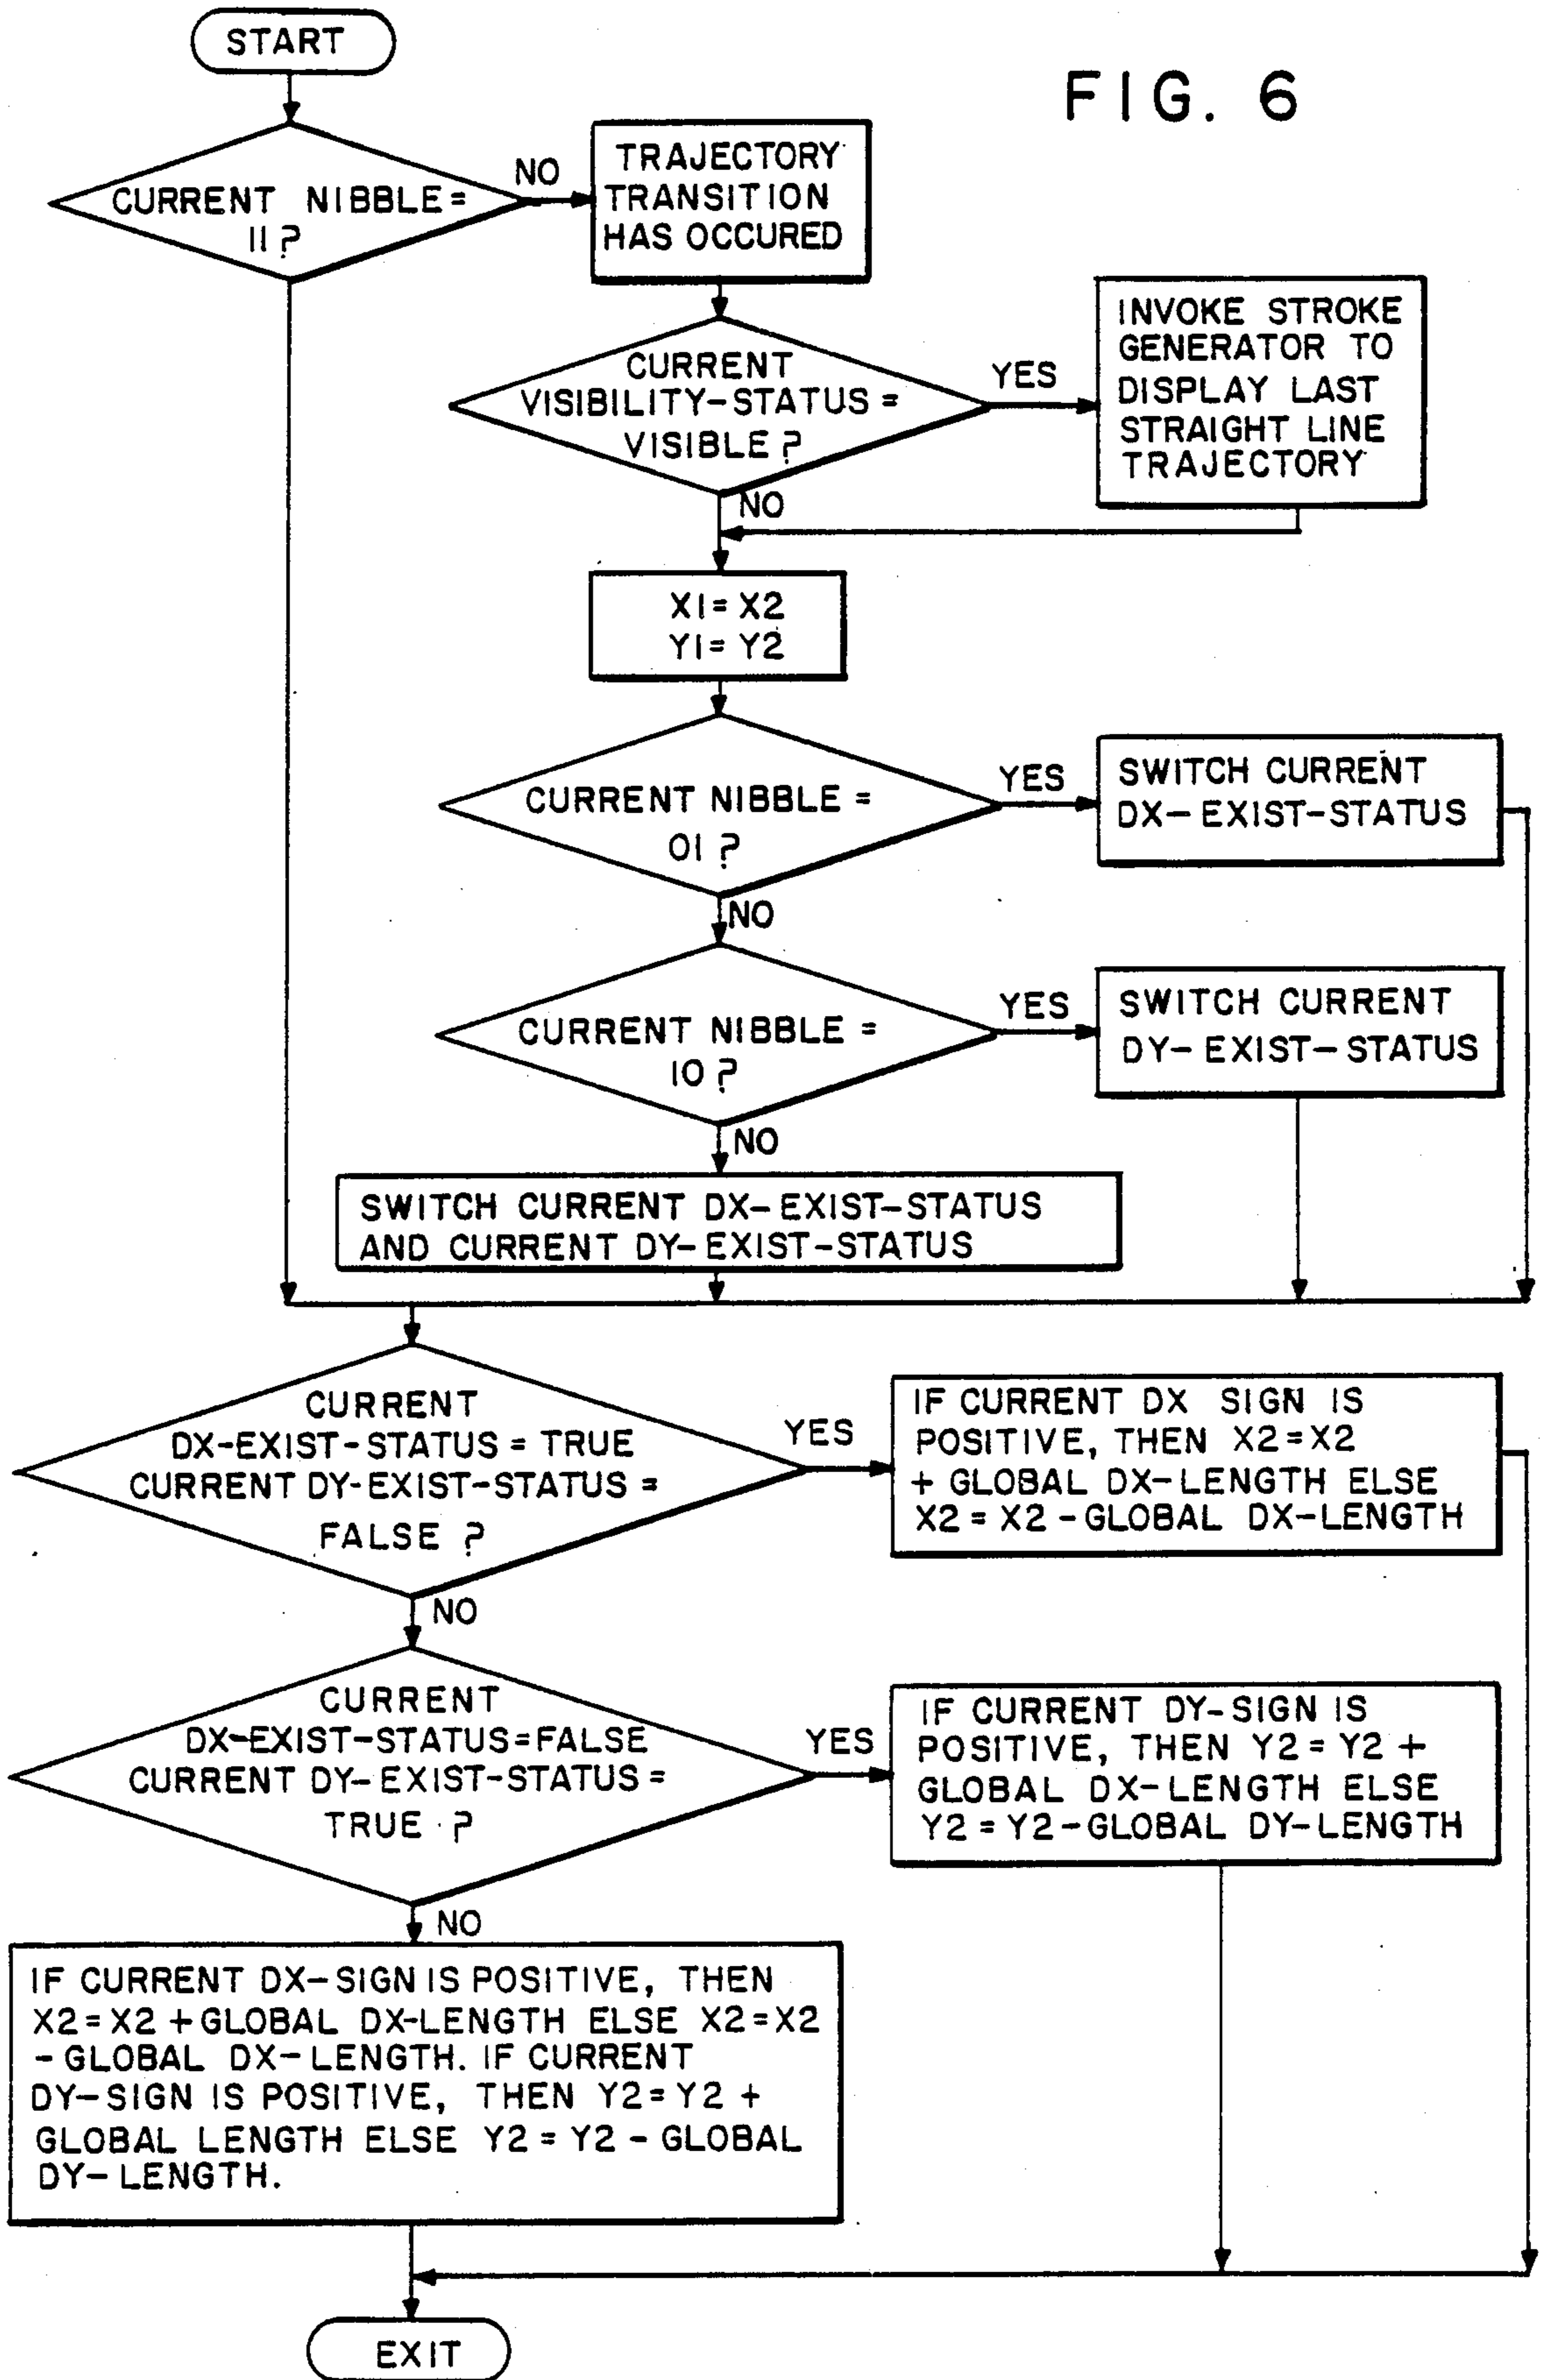 START
FIG. 6
CURRENT NIBBLE =
11 ?
NO
TRAJECTORY
TRANSITION
HAS OCCURED
CURRENT
VISIBILITY-STATUS =
VISIBLE ?
YES
INVOKE STROKE
GENERATOR TO
DISPLAY LAST
STRAIGHT LINE
TRAJECTORY
NO
X1 = X2
Y1 = Y2
CURRENT NIBBLE =
01 ?
YES
SWITCH CURRENT
DX-EXIST-STATUS
NO
CURRENT NIBBLE =
10 ?
YES
SWITCH CURRENT
DY-EXIST-STATUS
NO
SWITCH CURRENT DX-EXIST-STATUS
AND CURRENT DY-EXIST-STATUS
CURRENT
DX-EXIST-STATUS = TRUE
CURRENT DY-EXIST-STATUS =
FALSE ?
YES
IF CURRENT DX SIGN IS
POSITIVE, THEN X2=X2
+ GLOBAL DX-LENGTH ELSE
X2 = X2 - GLOBAL DX-LENGTH
NO
CURRENT
DX-EXIST-STATUS=FALSE
CURRENT DY-EXIST-STATUS =
TRUE ?
YES
IF CURRENT DY-SIGN IS
POSITIVE, THEN Y2 = Y2 +
GLOBAL DX-LENGTH ELSE
Y2 = Y2 - GLOBAL DY-LENGTH
NO
IF CURRENT DX-SIGN IS POSITIVE, THEN
X2 = X2 + GLOBAL DX-LENGTH ELSE X2 = X2
- GLOBAL DX-LENGTH. IF CURRENT
DY-SIGN IS POSITIVE, THEN Y2 = Y2 +
GLOBAL LENGTH ELSE Y2 = Y2 - GLOBAL
DY-LENGTH.
EXIT